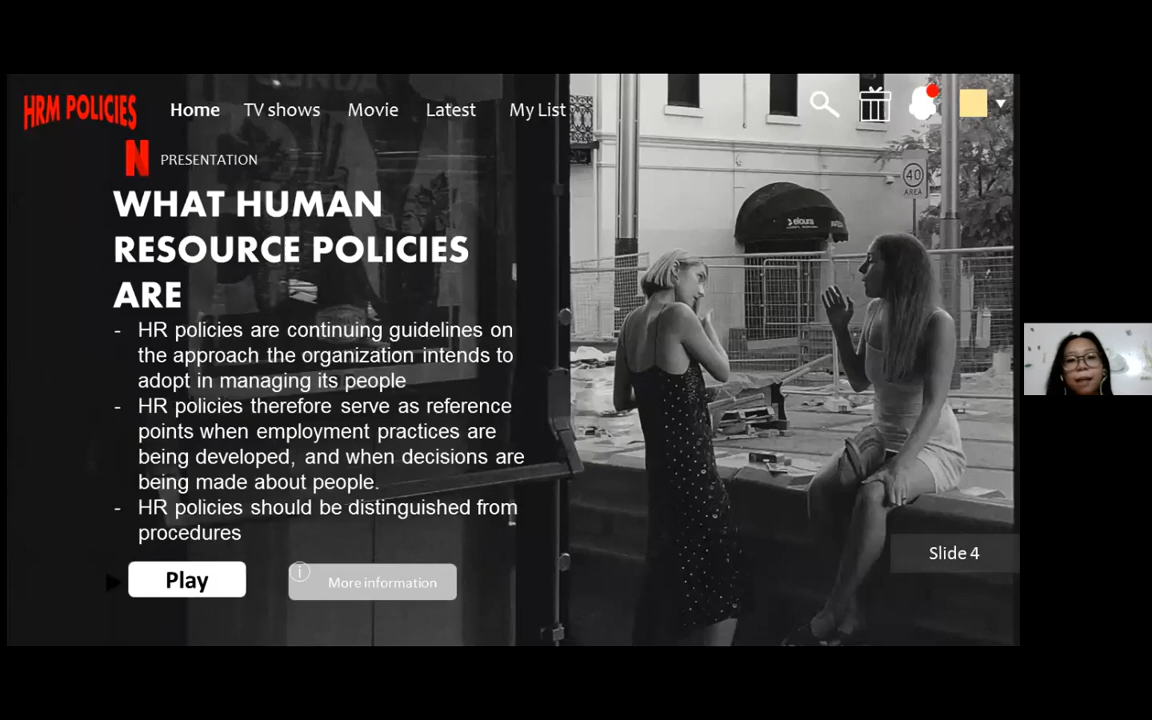 HRM POLICIES
Home TV shows Movie Latest My List
N PRESENTATION
WHAT HUMAN
RESOURCE POLICIES
ARE
- HR policies are continuing guidelines on
the approach the organization intends to
adopt in managing its people
- HR policies therefore serve as reference
points when employment practices are
being developed, and when decisions are
being made about people.
- HR policies should be distinguished from
procedures
Play
i More information
40
AREA
eloura
Slide 4